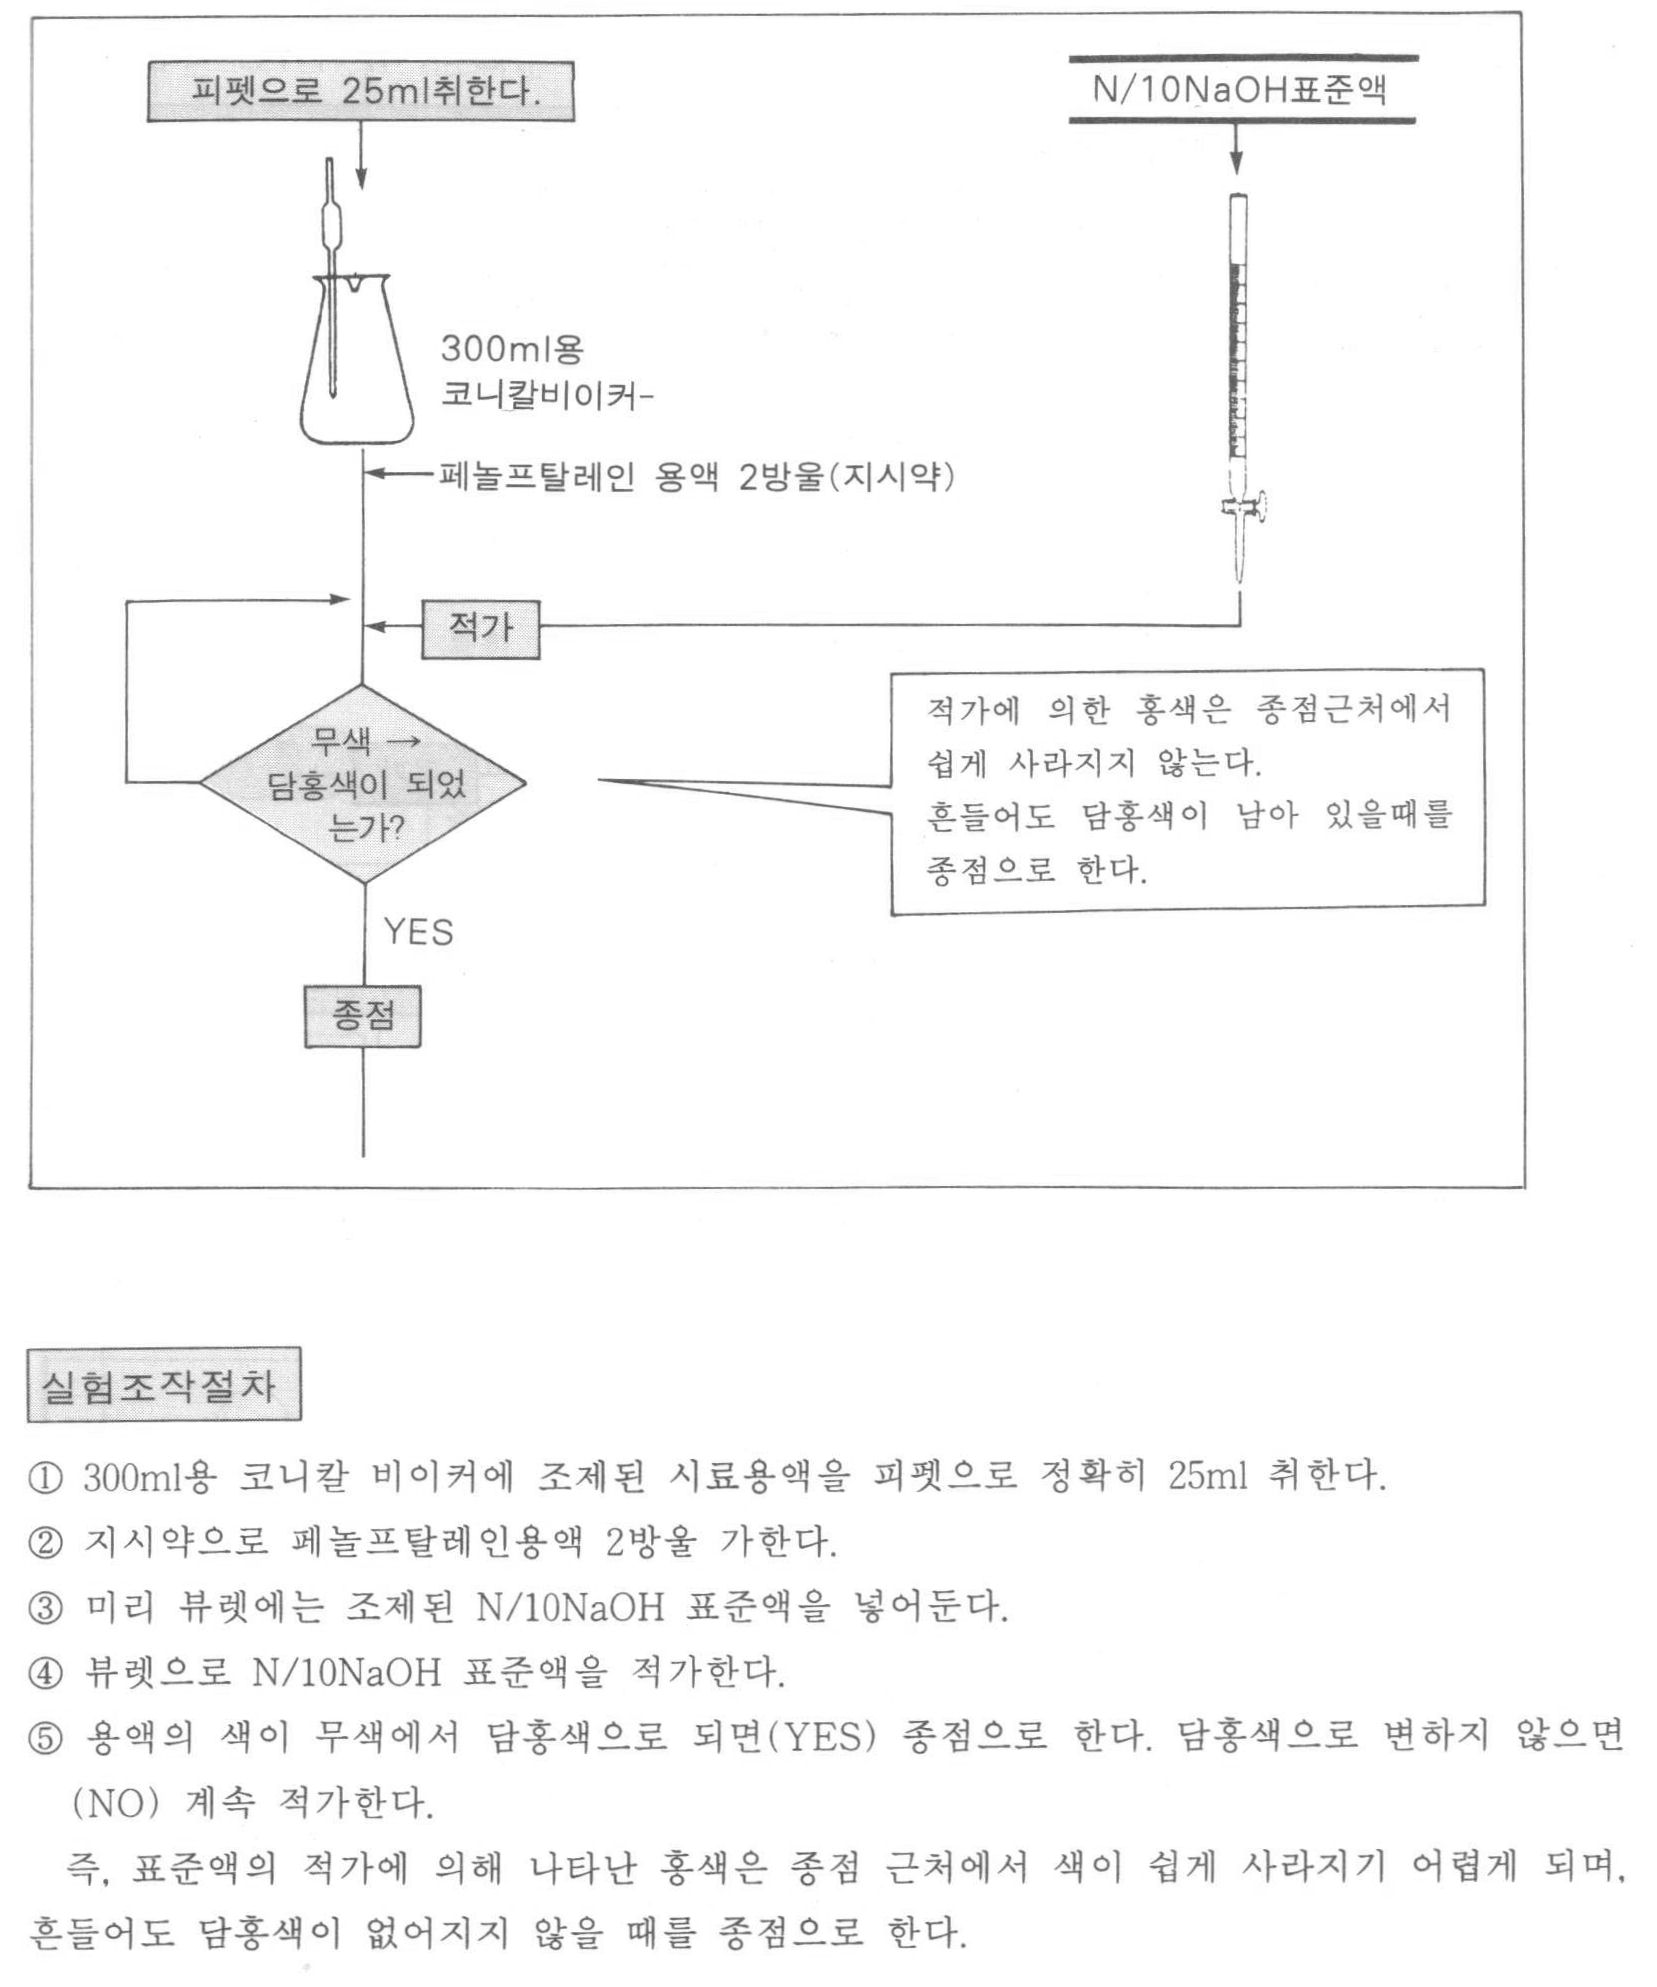 피펫으로 25ml취한다.
N/10NaOH표준액
300ml용
코니칼비이커-
페놀프탈레인 용액 2방울(지시약)
적가
무색 →
담홍색이 되었
는가?
적가에 의한 홍색은 종점근처에서
쉽게 사라지지 않는다.
흔들어도 담홍색이 남아 있을때를
종점으로 한다.
YES
종점
실험조작절차
① 300ml용 코니칼 비이커에 조제된 시료용액을 피펫으로 정확히 25ml 취한다.
② 지시약으로 페놀프탈레인용액 2방울 가한다.
③ 미리 뷰렛에는 조제된 N/10NaOH 표준액을 넣어둔다.
④ 뷰렛으로 N/10NaOH 표준액을 적가한다.
⑤ 용액의 색이 무색에서 담홍색으로 되면(YES) 종점으로 한다. 담홍색으로 변하지 않으면
(NO) 계속 적가한다.
즉, 표준액의 적가에 의해 나타난 홍색은 종점 근처에서 색이 쉽게 사라지기 어렵게 되며,
흔들어도 담홍색이 없어지지 않을 때를 종점으로 한다.